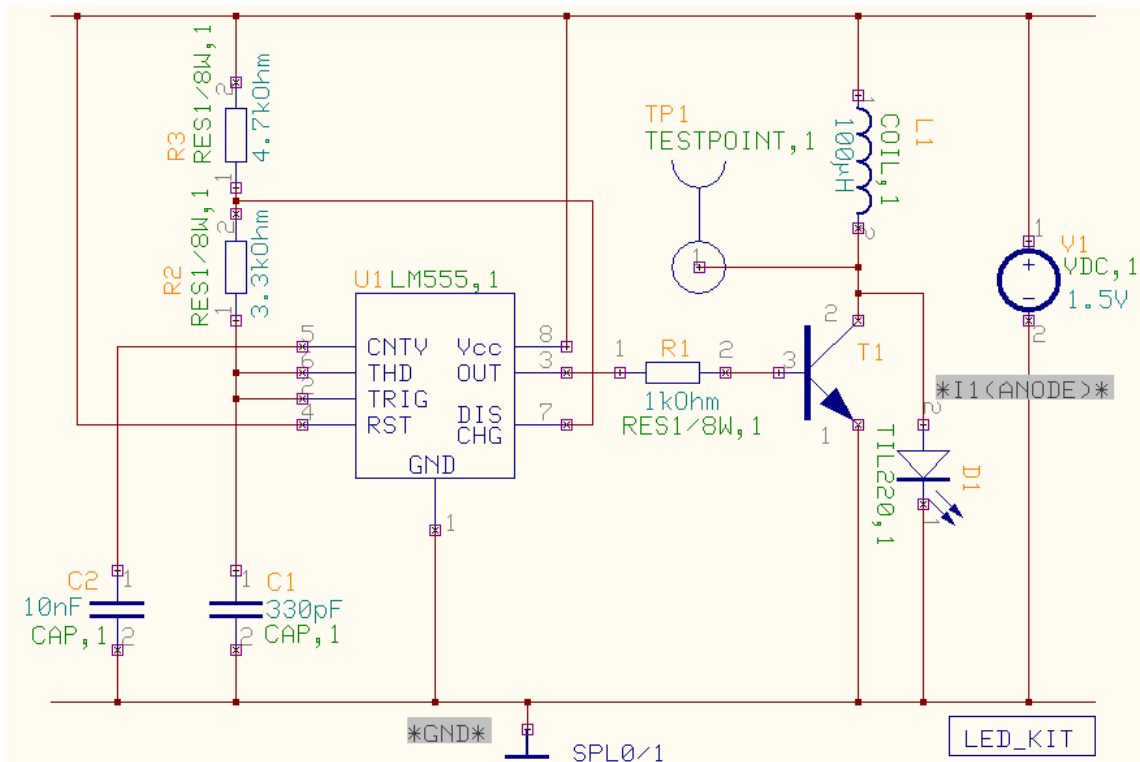 R3
RES1/8W,1
4.7kOhm
2
1
R2
RES1/8W,1
3.3kOhm
2
1
TP1
TESTPOINT,1
1
L1
COIL,1
100µH
1
2
V1
VDC,1
1.5V
1
2
U1 LM555,1
5 CNTV Vcc 8
6 THD OUT 3
2 TRIG
4 RST DIS 7
CHG
GND
1
R1
1 2
1kOhm
RES1/8W,1
2
3
1
T1
*I1(ANODE)*
TIL220,1
D1
2
1
C2
1
10nF
CAP,1
2
C1
1
330pF
CAP,1
2
*GND*
SPL0/1
LED_KIT